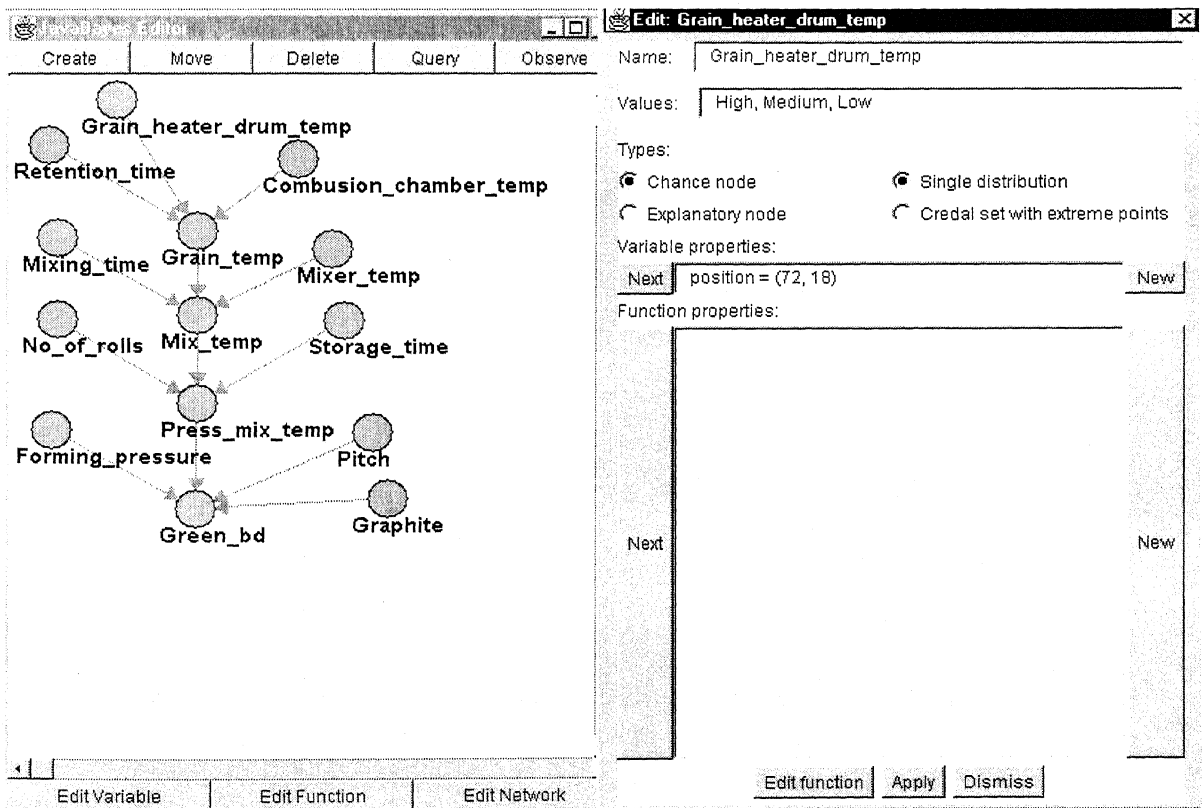 JavaBayes Editor
Create Move Delete Query Observe
Grain_heater_drum_temp
Retention_time
Combusion_chamber_temp
Grain_temp
Mixing_time
Mixer_temp
No_of_rolls
Mix_temp
Storage_time
Press_mix_temp
Forming_pressure
Pitch
Graphite
Green_bd
Edit Variable Edit Function Edit Network
Edit: Grain_heater_drum_temp
Name: Grain_heater_drum_temp
Values: High, Medium, Low
Types:
Chance node Single distribution
Explanatory node Credal set with extreme points
Variable properties:
Next position = (72, 18) New
Function properties:
Next New
Edit function Apply Dismiss